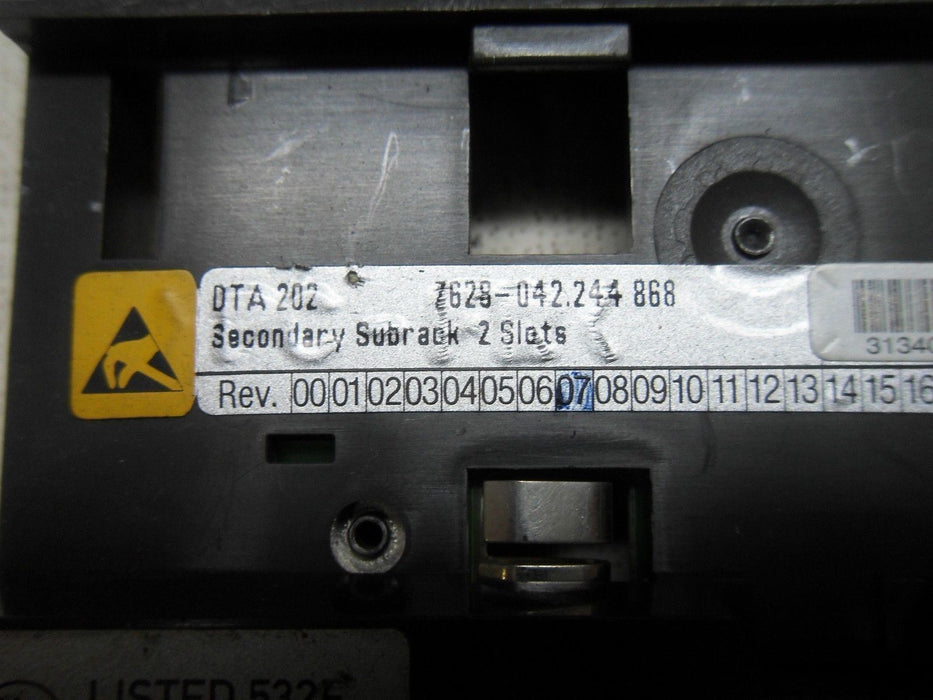 DTA 202 7628-042.244 868
Secondary Subrack 2 Slots
31340
Rev. 00 01 02 03 04 05 06 07 08 09 10 11 12 13 14 15 16
LISTED 532E